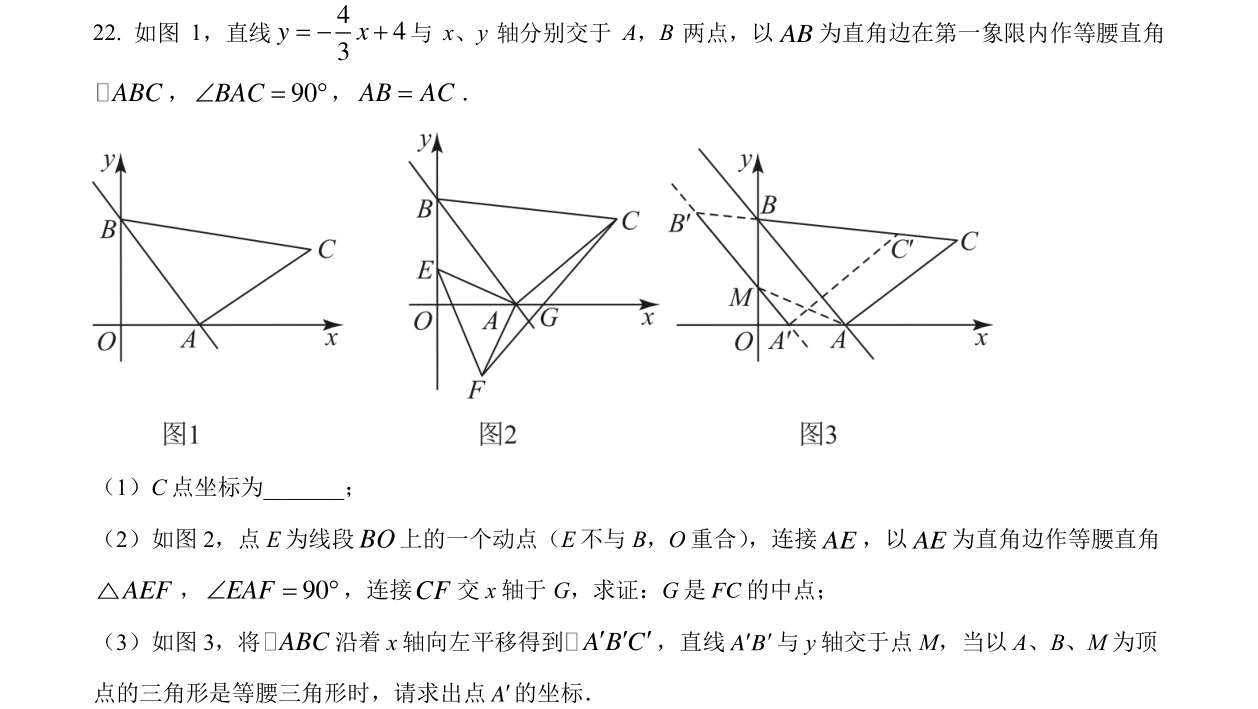 22. 如图 1，直线 y = -\frac{4}{3}x + 4 与 x、y 轴分别交于 A，B 两点，以 AB 为直角边在第一象限内作等腰直角
□ABC，∠BAC = 90°，AB = AC．
y B C O A x
y B C E O A G x F
y B B′ C C′ M O A′ A x
图1 图2 图3
（1）C 点坐标为_______；
（2）如图 2，点 E 为线段 BO 上的一个动点（E 不与 B，O 重合），连接 AE，以 AE 为直角边作等腰直角
△AEF，∠EAF = 90°，连接 CF 交 x 轴于 G，求证：G 是 FC 的中点；
（3）如图 3，将□ABC 沿着 x 轴向左平移得到□A′B′C′，直线 A′B′ 与 y 轴交于点 M，当以 A、B、M 为顶
点的三角形是等腰三角形时，请求出点 A′ 的坐标．